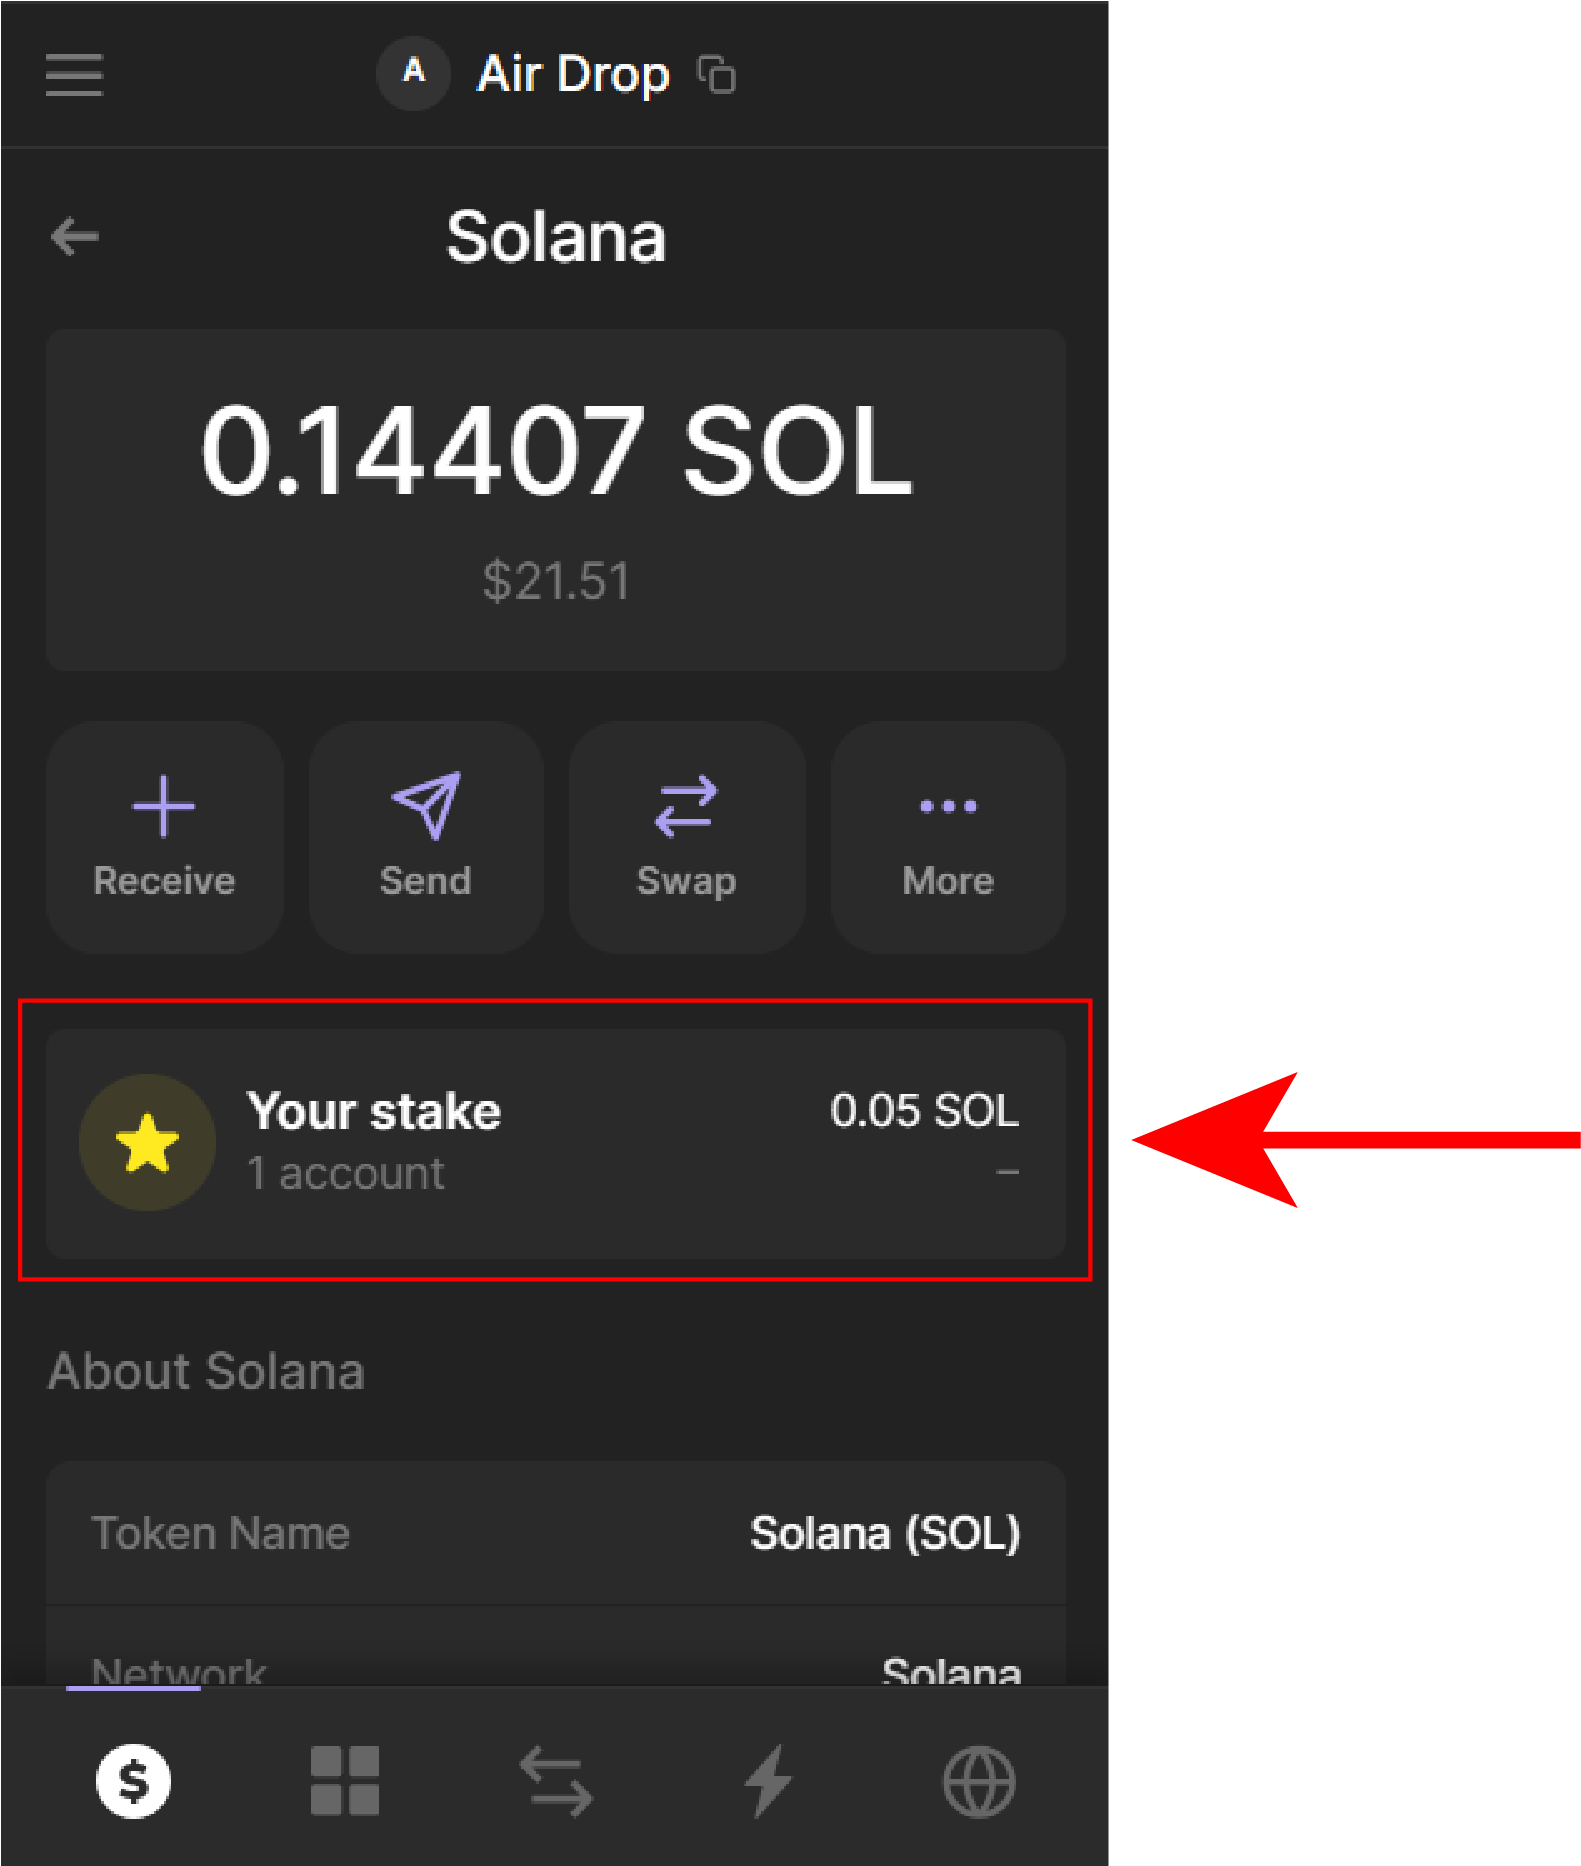 A Air Drop
Solana
0.14407 SOL
$21.51
Receive Send Swap More
Your stake 0.05 SOL
1 account –
About Solana
Token Name Solana (SOL)
Network Solana
$